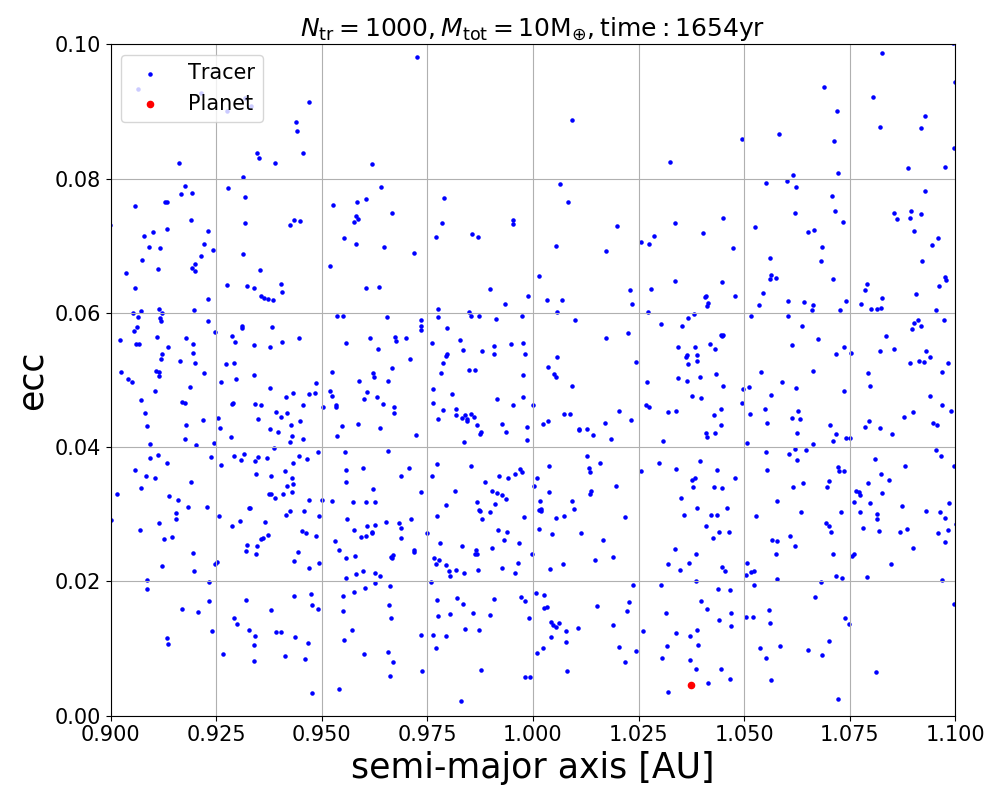 N_tr = 1000, M_tot = 10M_⊕, time : 1654yr
Tracer
Planet
ecc
0.10
0.08
0.06
0.04
0.02
0.00
0.900 0.925 0.950 0.975 1.000 1.025 1.050 1.075 1.100
semi-major axis [AU]